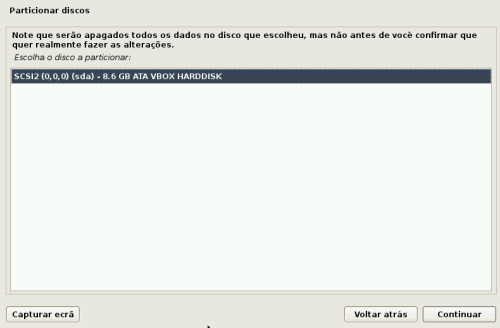 Particionar discos
Note que serão apagados todos os dados no disco que escolheu, mas não antes de você confirmar que
quer realmente fazer as alterações.
Escolha o disco a particionar:
SCSI2 (0,0,0) (sda) - 8.6 GB ATA VBOX HARDDISK
Capturar ecrã
Voltar atrás
Continuar